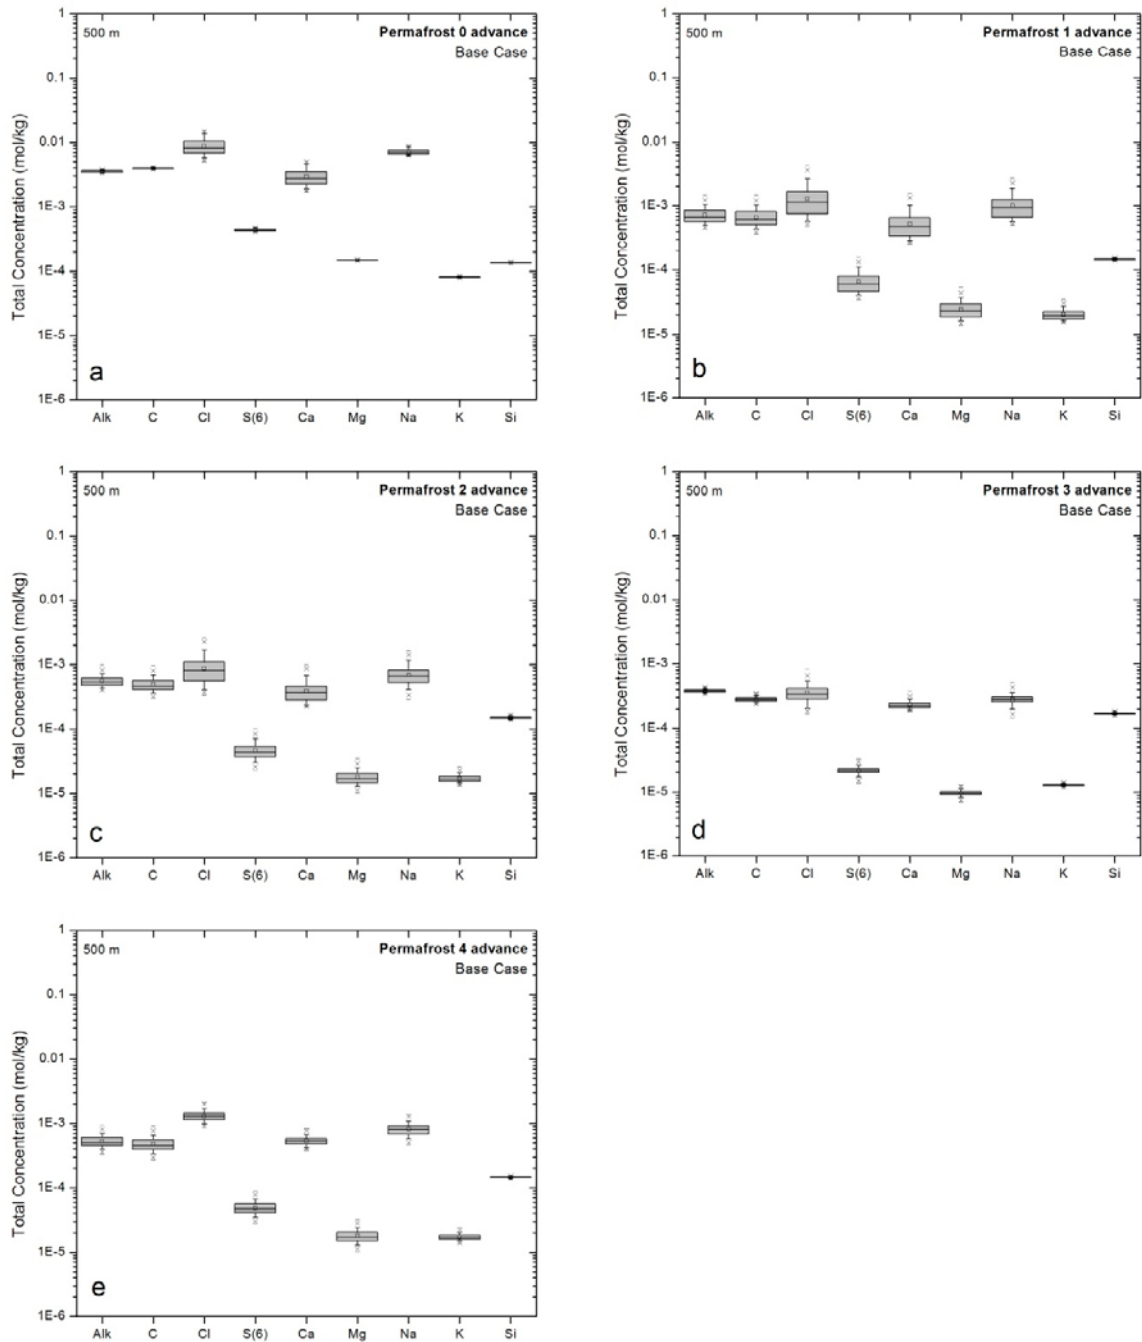 500 m
Permafrost 0 advance
Base Case
Total Concentration (mol/kg)
1
0.1
0.01
1E-3
1E-4
1E-5
1E-6
a
Alk C Cl S(6) Ca Mg Na K Si
500 m
Permafrost 1 advance
Base Case
Total Concentration (mol/kg)
1
0.1
0.01
1E-3
1E-4
1E-5
1E-6
b
Alk C Cl S(6) Ca Mg Na K Si
500 m
Permafrost 2 advance
Base Case
Total Concentration (mol/kg)
1
0.1
0.01
1E-3
1E-4
1E-5
1E-6
c
Alk C Cl S(6) Ca Mg Na K Si
500 m
Permafrost 3 advance
Base Case
Total Concentration (mol/kg)
1
0.1
0.01
1E-3
1E-4
1E-5
1E-6
d
Alk C Cl S(6) Ca Mg Na K Si
500 m
Permafrost 4 advance
Base Case
Total Concentration (mol/kg)
1
0.1
0.01
1E-3
1E-4
1E-5
1E-6
e
Alk C Cl S(6) Ca Mg Na K Si